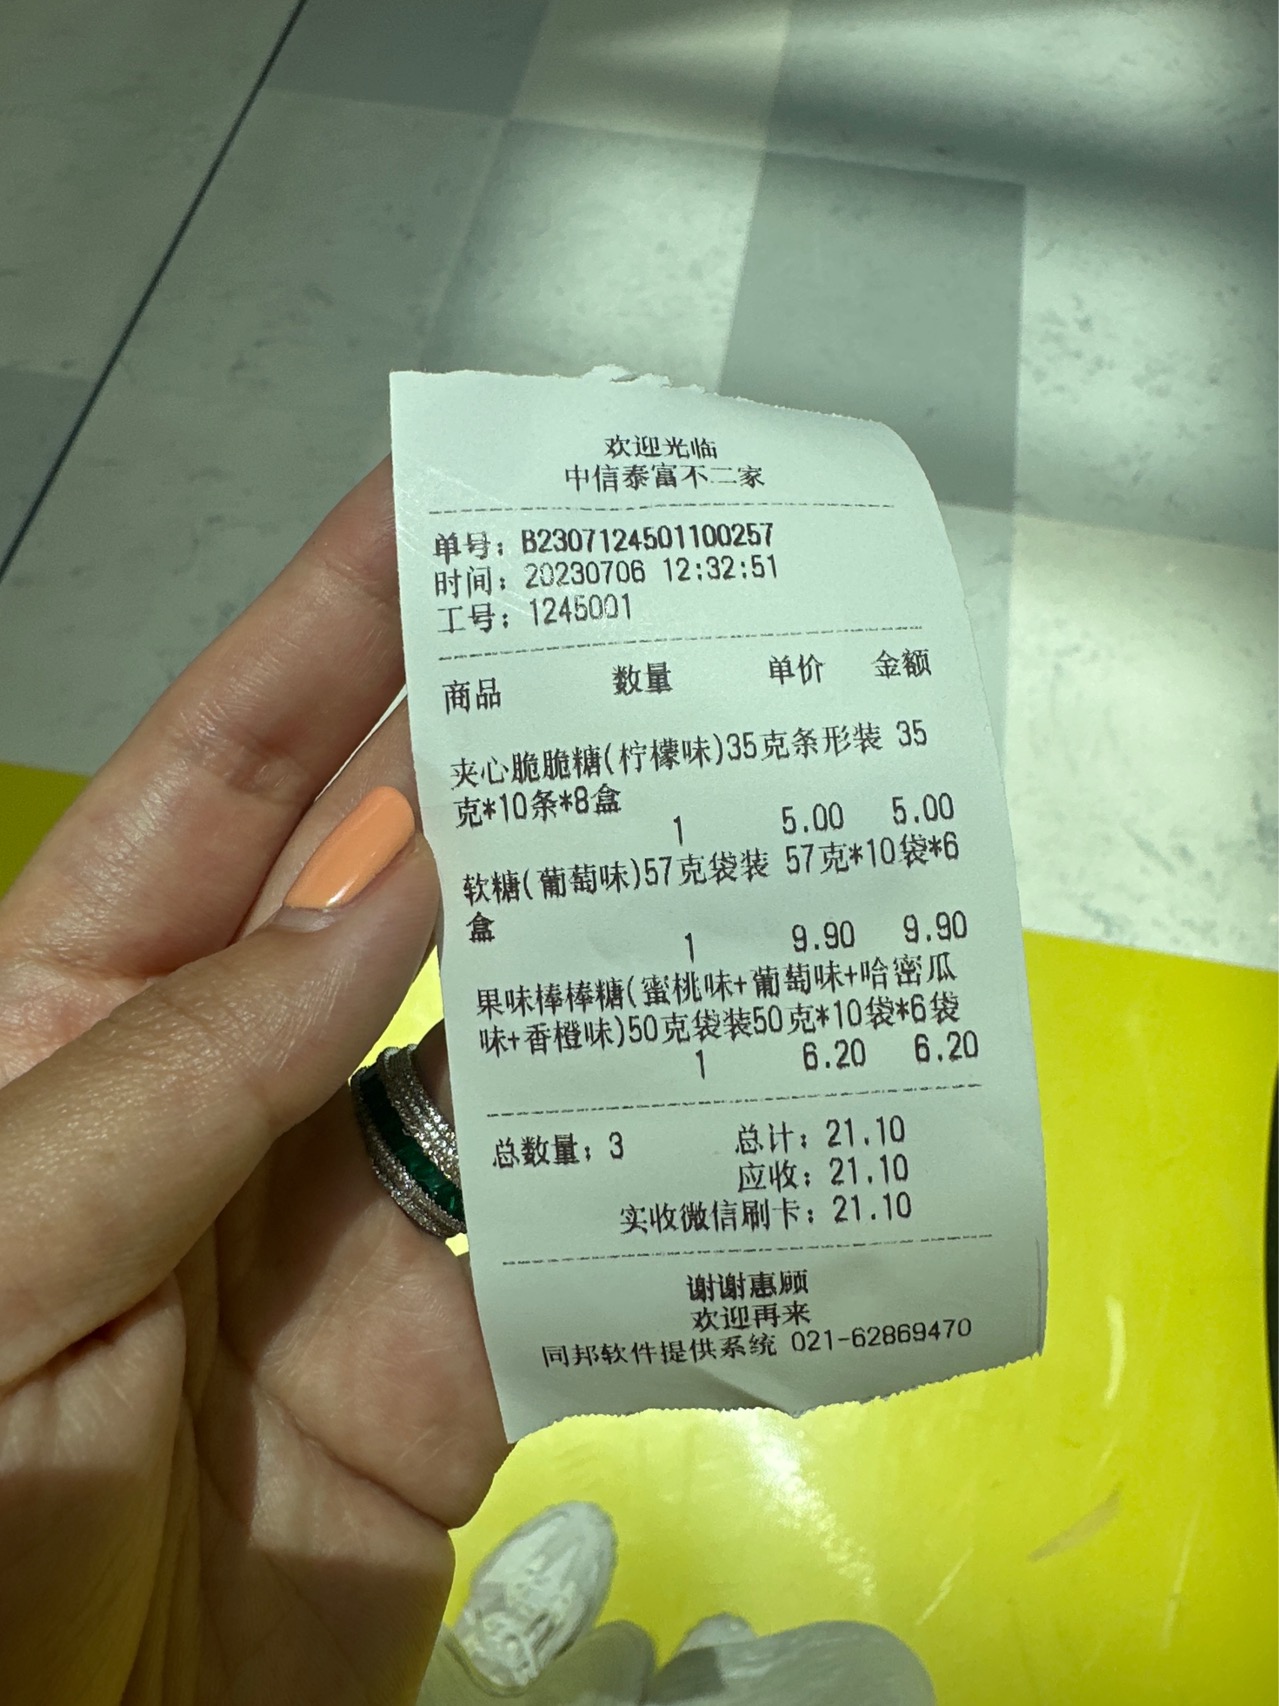 欢迎光临
中信泰富不二家
单号：B2307124501100257
时间：20230706 12:32:51
工号：1245001
商品 数量 单价 金额
夹心脆脆糖(柠檬味)35克条形装 35
克*10条*8盒
1 5.00 5.00
软糖(葡萄味)57克袋装 57克*10袋*6
盒
1 9.90 9.90
果味棒棒糖(蜜桃味+葡萄味+哈密瓜
味+香橙味)50克袋装50克*10袋*6袋
1 6.20 6.20
总数量：3 总计：21.10
应收：21.10
实收微信刷卡：21.10
谢谢惠顾
欢迎再来
同邦软件提供系统 021-62869470